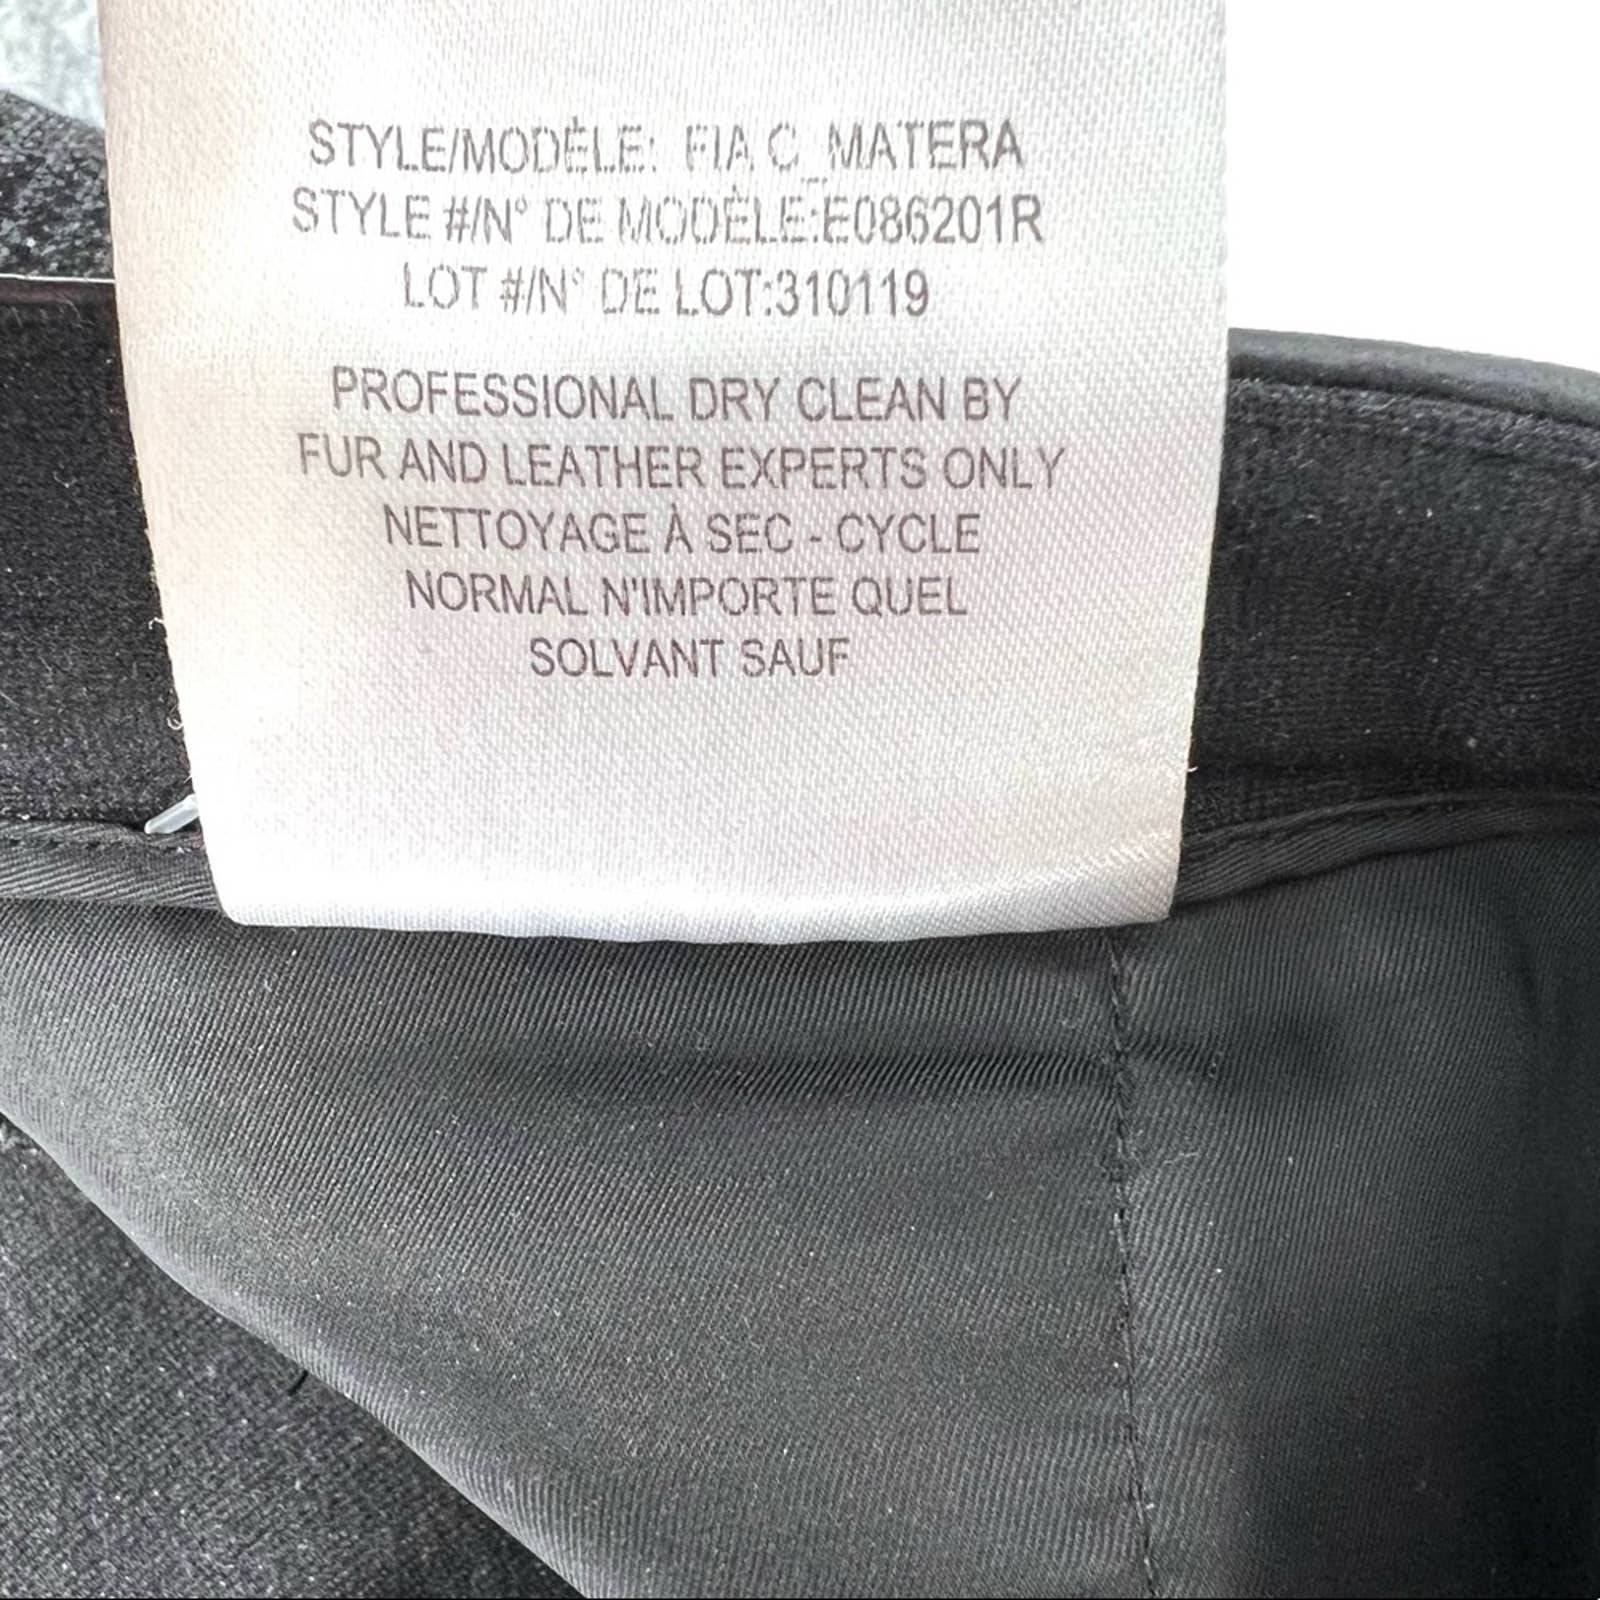 STYLE/MODÈLE: FIA C_MATERA
STYLE #/N° DE MODÈLE:E086201R
LOT #/N° DE LOT:310119
PROFESSIONAL DRY CLEAN BY
FUR AND LEATHER EXPERTS ONLY
NETTOYAGE À SEC - CYCLE
NORMAL N'IMPORTE QUEL
SOLVANT SAUF